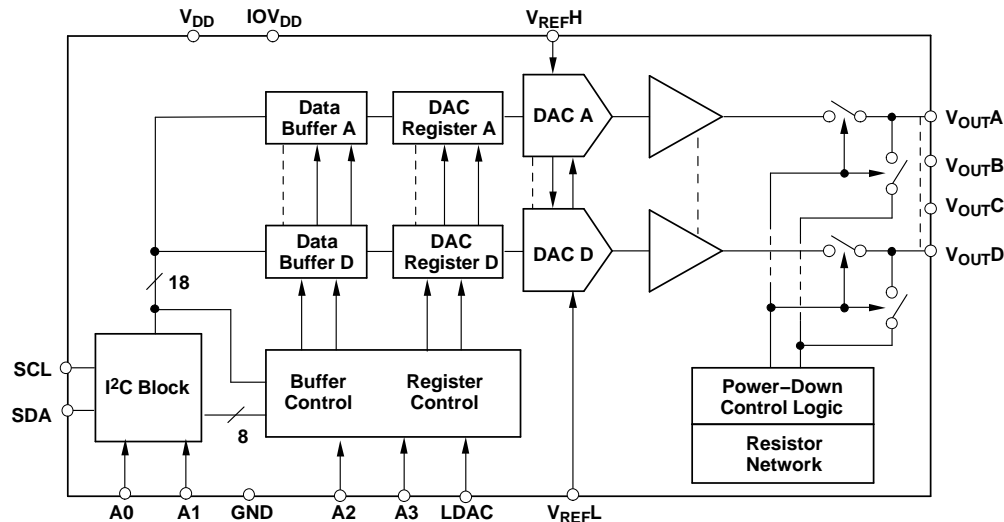 VDD IOVDD VREFH
Data
Buffer A
DAC
Register A
DAC A
VOUTA
VOUTB
VOUTC
Data
Buffer D
DAC
Register D
DAC D
VOUTD
18
SCL
SDA
I2C Block
8
Buffer
Control
Register
Control
Power–Down
Control Logic
Resistor
Network
A0 A1 GND A2 A3 LDAC VREFL